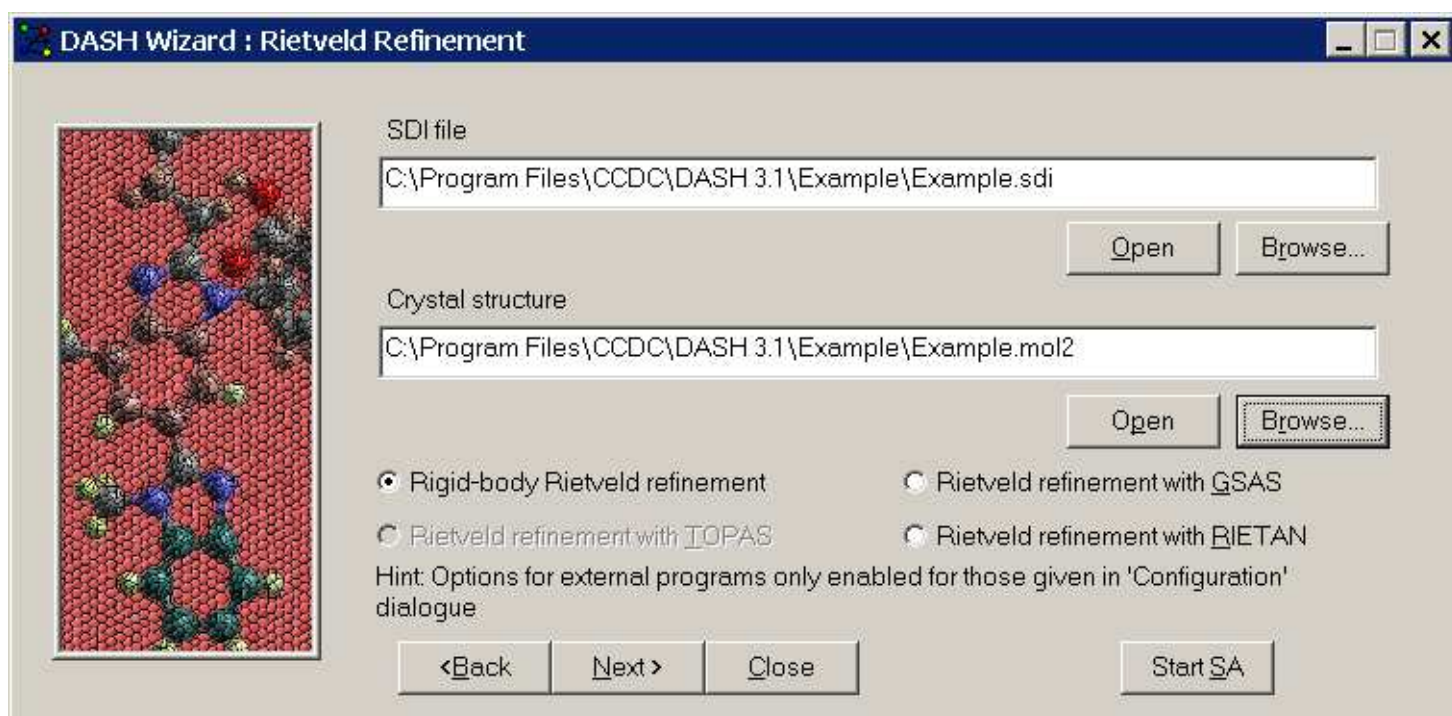 DASH Wizard : Rietveld Refinement
SDI file
C:\Program Files\CCDC\DASH 3.1\Example\Example.sdi
Open Browse...
Crystal structure
C:\Program Files\CCDC\DASH 3.1\Example\Example.mol2
Open Browse...
Rigid-body Rietveld refinement Rietveld refinement with GSAS
Rietveld refinement with TOPAS Rietveld refinement with RIETAN
Hint: Options for external programs only enabled for those given in 'Configuration'
dialogue
<Back Next > Close Start SA